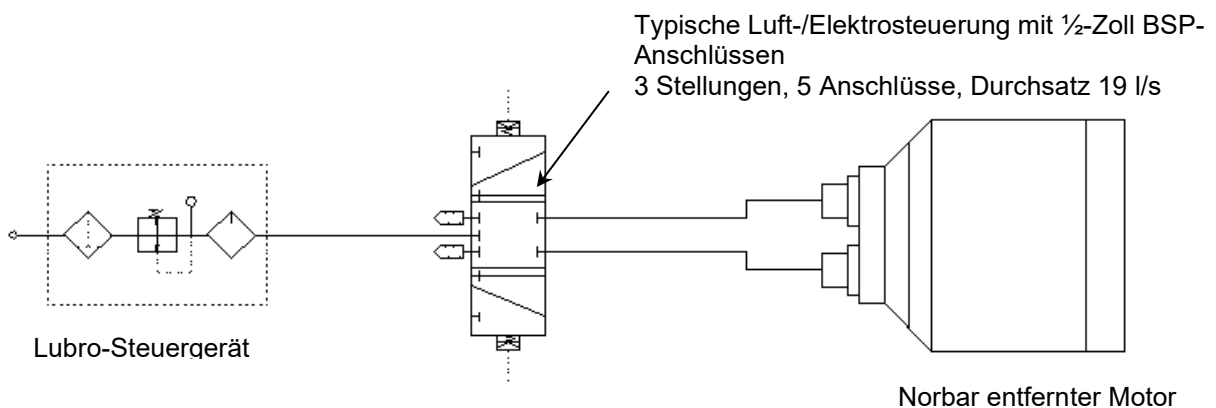 Typische Luft-/Elektrosteuerung mit ½-Zoll BSP-
Anschlüssen
3 Stellungen, 5 Anschlüsse, Durchsatz 19 l/s
Lubro-Steuergerät
Norbar entfernter Motor